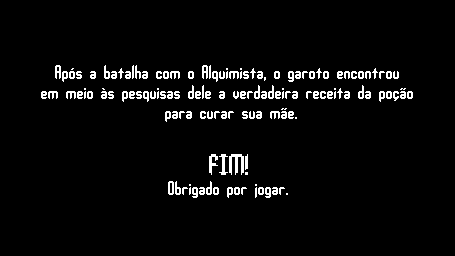 Após a batalha com o Alquimista, o garoto encontrou
em meio às pesquisas dele a verdadeira receita da poção
para curar sua mãe.
FIM!
Obrigado por jogar.